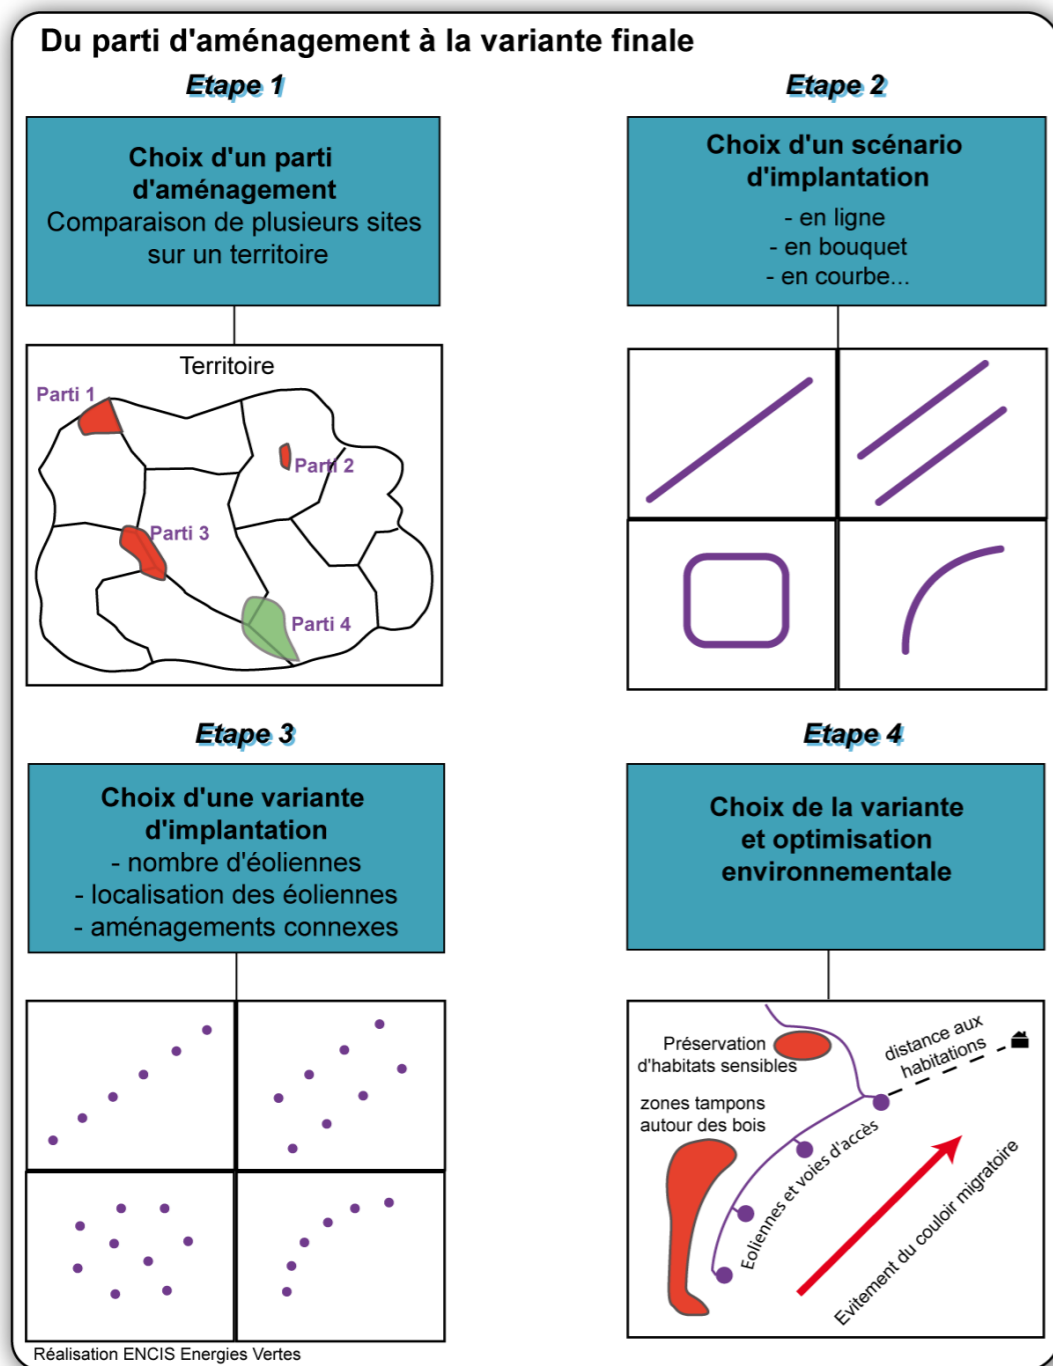 Du parti d'aménagement à la variante finale
Etape 1
Choix d'un parti
d'aménagement
Comparaison de plusieurs sites
sur un territoire
Territoire
Parti 1
Parti 2
Parti 3
Parti 4
Etape 2
Choix d'un scénario
d'implantation
- en ligne
- en bouquet
- en courbe...
Etape 3
Choix d'une variante
d'implantation
- nombre d'éoliennes
- localisation des éoliennes
- aménagements connexes
Etape 4
Choix de la variante
et optimisation
environnementale
Préservation
d'habitats sensibles
distance aux
habitations
zones tampons
autour des bois
Eoliennes et voies d'accès
Evitement du couloir migratoire
Réalisation ENCIS Energies Vertes